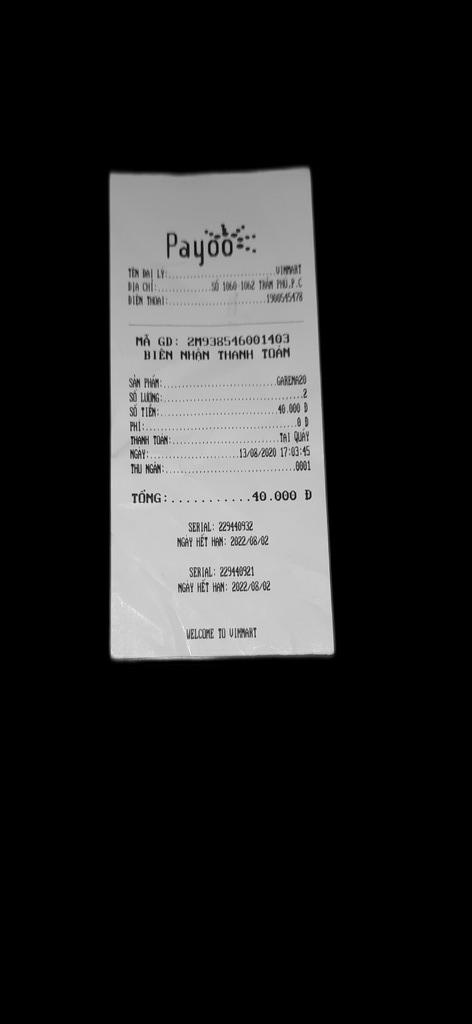 Payoo
TÊN ĐẠI LÝ:........................VINMART
ĐỊA CHỈ:............SỐ 1060-1062 TRẦN PHÚ,P.C
ĐIỆN THOẠI:......................1900545478
MÃ GD: 2M938546001403
BIÊN NHẬN THANH TOÁN
SẢN PHẨM:.........................GARENA20
SỐ LƯỢNG:................................2
SỐ TIỀN:..........................40.000 Đ
PHÍ:...................................0 Đ
THANH TOÁN:........................TẠI QUẦY
NGÀY:...................13/08/2020 17:03:45
THU NGÂN:.............................0001
TỔNG:...........40.000 Đ
SERIAL: 229440932
NGÀY HẾT HẠN: 2022/08/02
SERIAL: 229440921
NGÀY HẾT HẠN: 2022/08/02
WELCOME TO VINMART